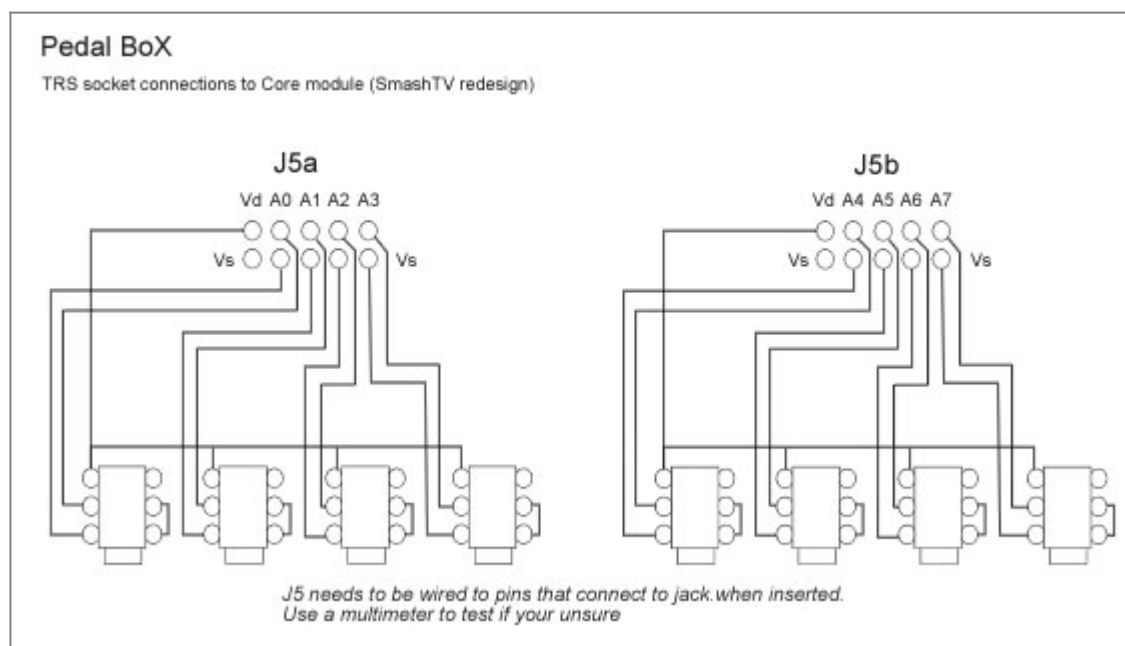 Pedal BoX
TRS socket connections to Core module (SmashTV redesign)
J5a
Vd A0 A1 A2 A3
Vs Vs
J5b
Vd A4 A5 A6 A7
Vs Vs
J5 needs to be wired to pins that connect to jack.when inserted.
Use a multimeter to test if your unsure